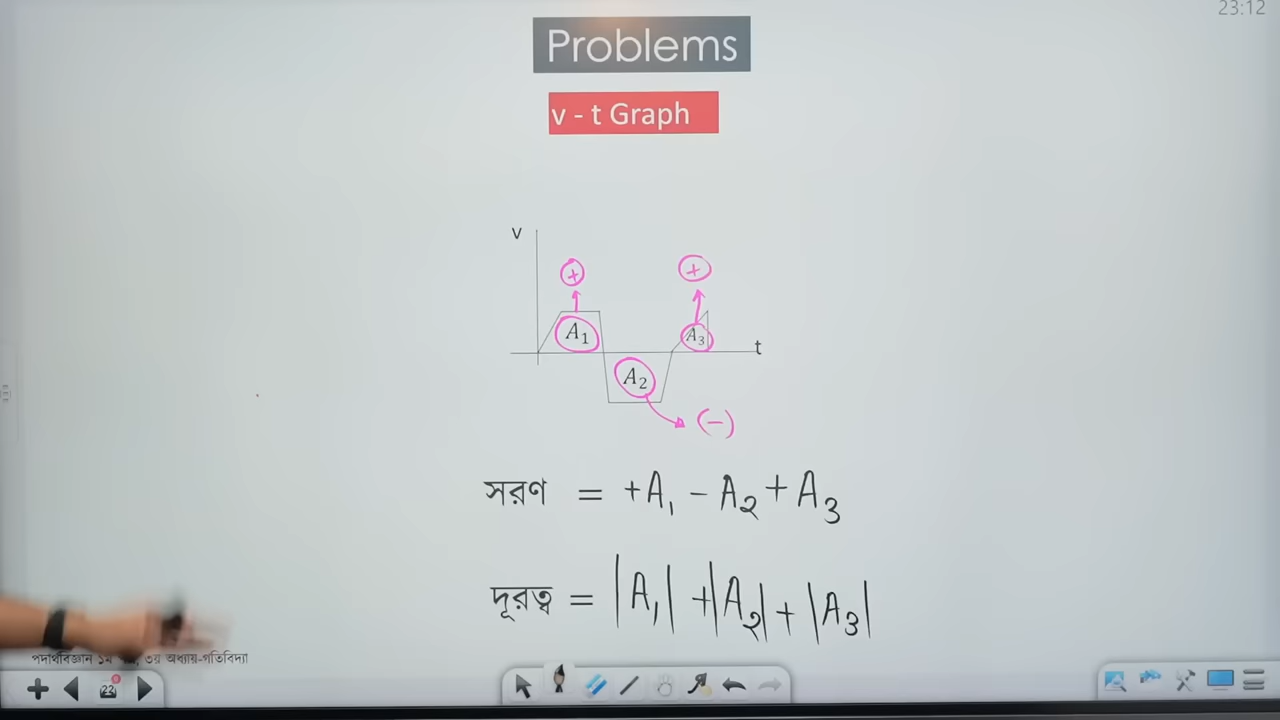 23:12
Problems
v - t Graph
v
(+) (+)
A₁ A₃
t
A₂
(-)
সরণ = +A₁ - A₂ + A₃
দূরত্ব = |A₁| + |A₂| + |A₃|
পদার্থবিজ্ঞান ১ম ৩য় অধ্যায়-গতিবিদ্যা
22